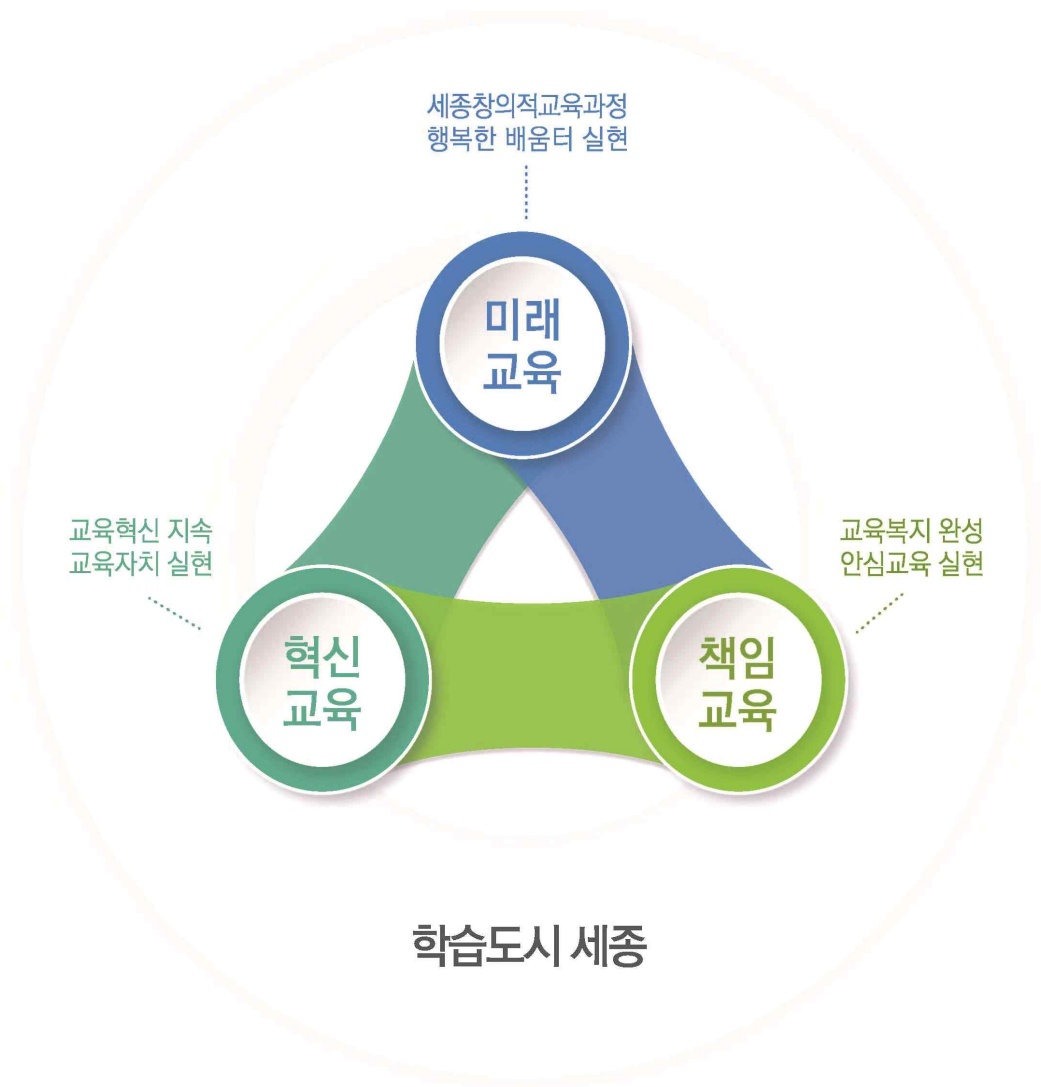 세종창의적교육과정
행복한 배움터 실현
미래
교육
교육혁신 지속
교육자치 실현
교육복지 완성
안심교육 실현
혁신
교육
책임
교육
학습도시 세종